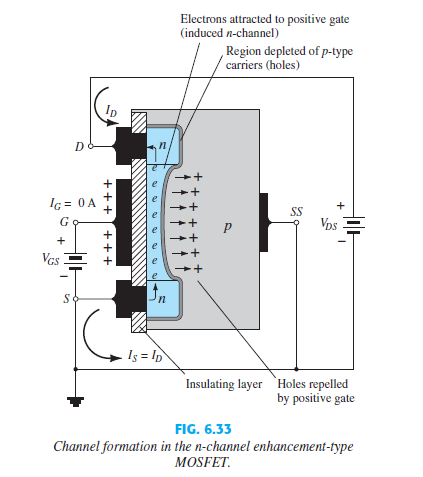 Electrons attracted to positive gate
(induced n-channel)
Region depleted of p-type
carriers (holes)
I_D
D
n
e
+
e
+
+
e
+
+
I_G = 0 A
+
e
+
SS
+
G
e
+
p
V_DS
+
+
e
+
−
V_GS
+
e
+
−
+
e
+
e
S
n
I_S = I_D
Insulating layer
Holes repelled
by positive gate
FIG. 6.33
Channel formation in the n-channel enhancement-type
MOSFET.